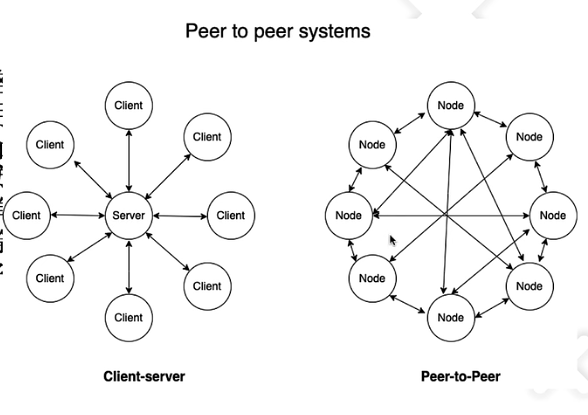 Peer to peer systems
Client
Client
Client
Client
Server
Client
Client
Client
Client
Client-server
Node
Node
Node
Node
Node
Node
Node
Node
Peer-to-Peer